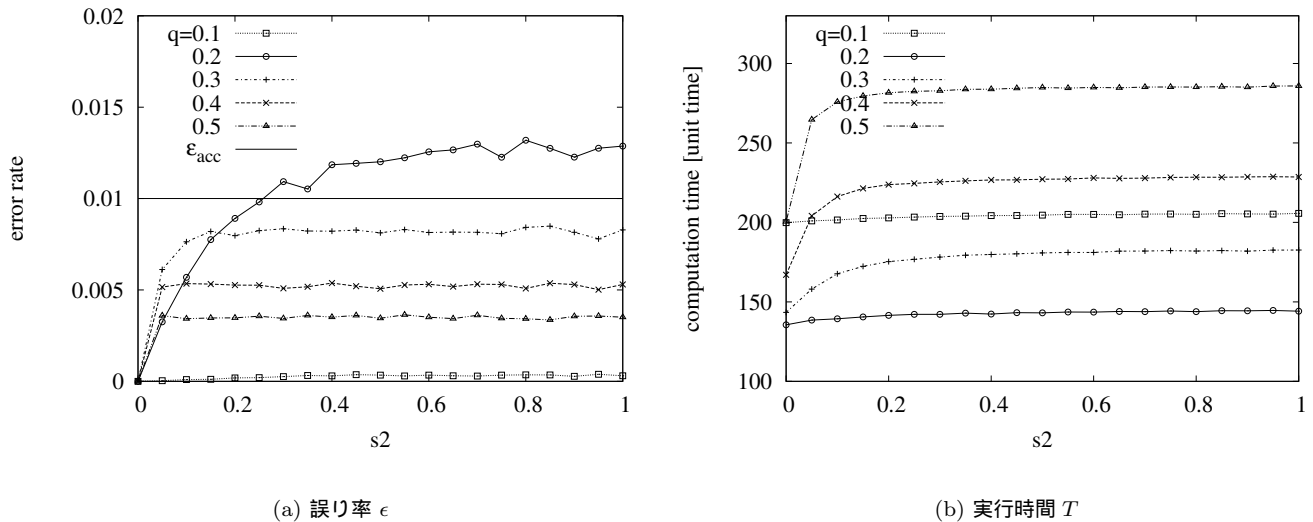 0.02
0.015
0.01
0.005
0
error rate
q=0.1
0.2
0.3
0.4
0.5
ε_acc
0 0.2 0.4 0.6 0.8 1
s2
(a) 誤り率 ϵ
300
250
200
150
100
computation time [unit time]
q=0.1
0.2
0.3
0.4
0.5
0 0.2 0.4 0.6 0.8 1
s2
(b) 実行時間 T